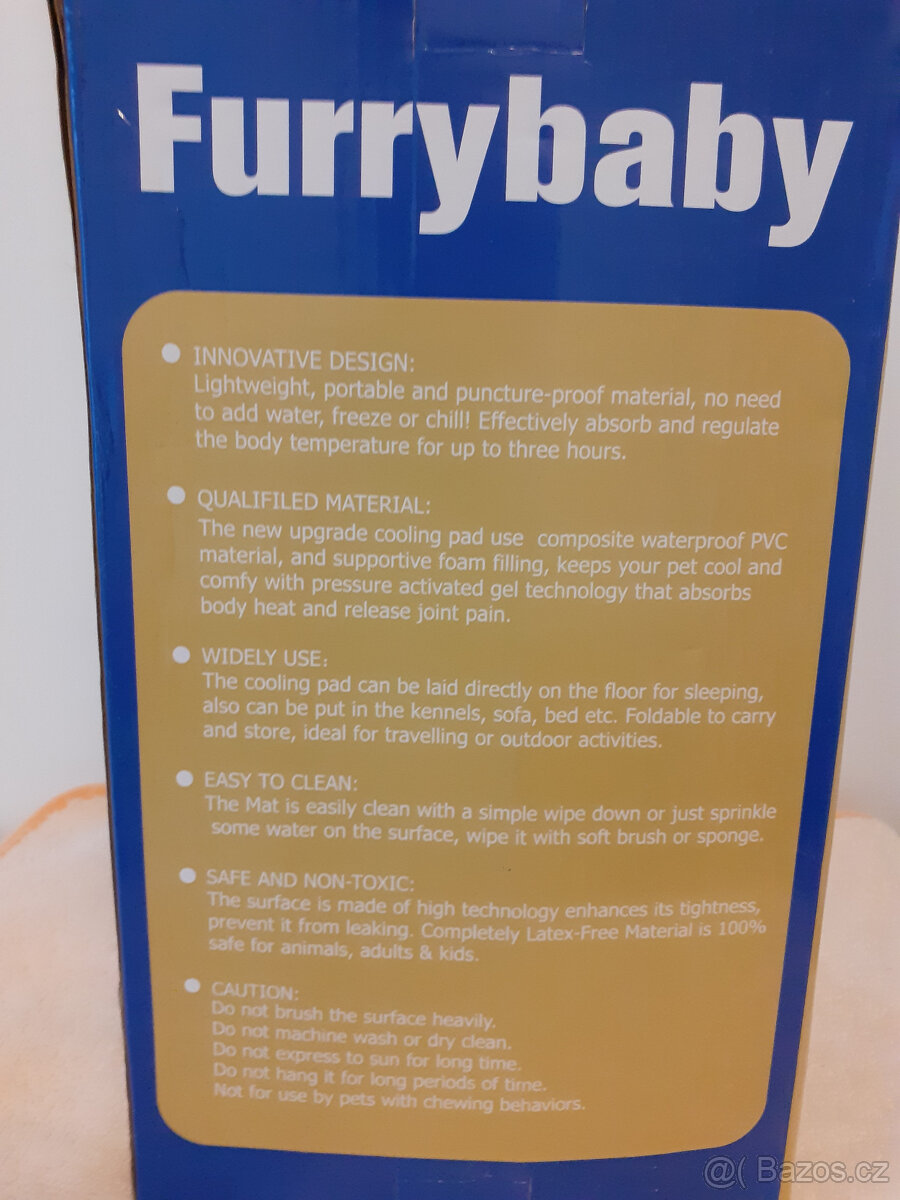 Furrybaby
INNOVATIVE DESIGN:
Lightweight, portable and puncture-proof material, no need
to add water, freeze or chill! Effectively absorb and regulate
the body temperature for up to three hours.
QUALIFILED MATERIAL:
The new upgrade cooling pad use composite waterproof PVC
material, and supportive foam filling, keeps your pet cool and
comfy with pressure activated gel technology that absorbs
body heat and release joint pain.
WIDELY USE:
The cooling pad can be laid directly on the floor for sleeping,
also can be put in the kennels, sofa, bed etc. Foldable to carry
and store, ideal for travelling or outdoor activities.
EASY TO CLEAN:
The Mat is easily clean with a simple wipe down or just sprinkle
some water on the surface, wipe it with soft brush or sponge.
SAFE AND NON-TOXIC:
The surface is made of high technology enhances its tightness,
prevent it from leaking. Completely Latex-Free Material is 100%
safe for animals, adults & kids.
CAUTION:
Do not brush the surface heavily.
Do not machine wash or dry clean.
Do not express to sun for long time.
Do not hang it for long periods of time.
Not for use by pets with chewing behaviors.
@( Bazos.cz